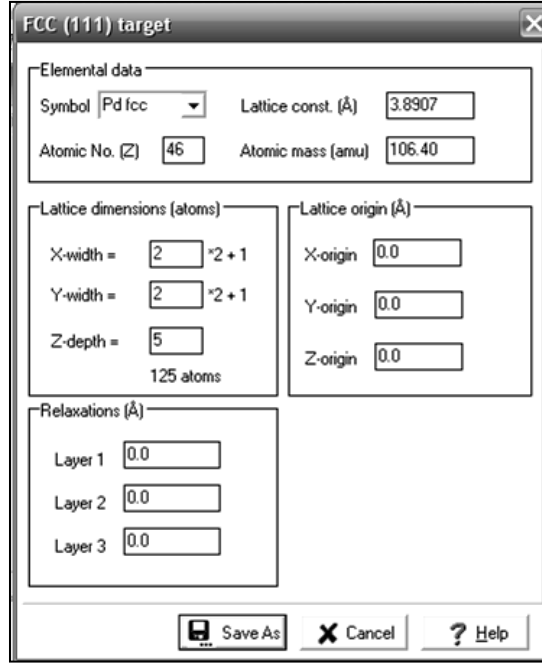 FCC (111) target
Elemental data
Symbol Pd fcc Lattice const. (Å) 3.8907
Atomic No. (Z) 46 Atomic mass (amu) 106.40
Lattice dimensions (atoms)
X-width = 2 *2 + 1
Y-width = 2 *2 + 1
Z-depth = 5
125 atoms
Lattice origin (Å)
X-origin 0.0
Y-origin 0.0
Z-origin 0.0
Relaxations (Å)
Layer 1 0.0
Layer 2 0.0
Layer 3 0.0
Save As Cancel Help